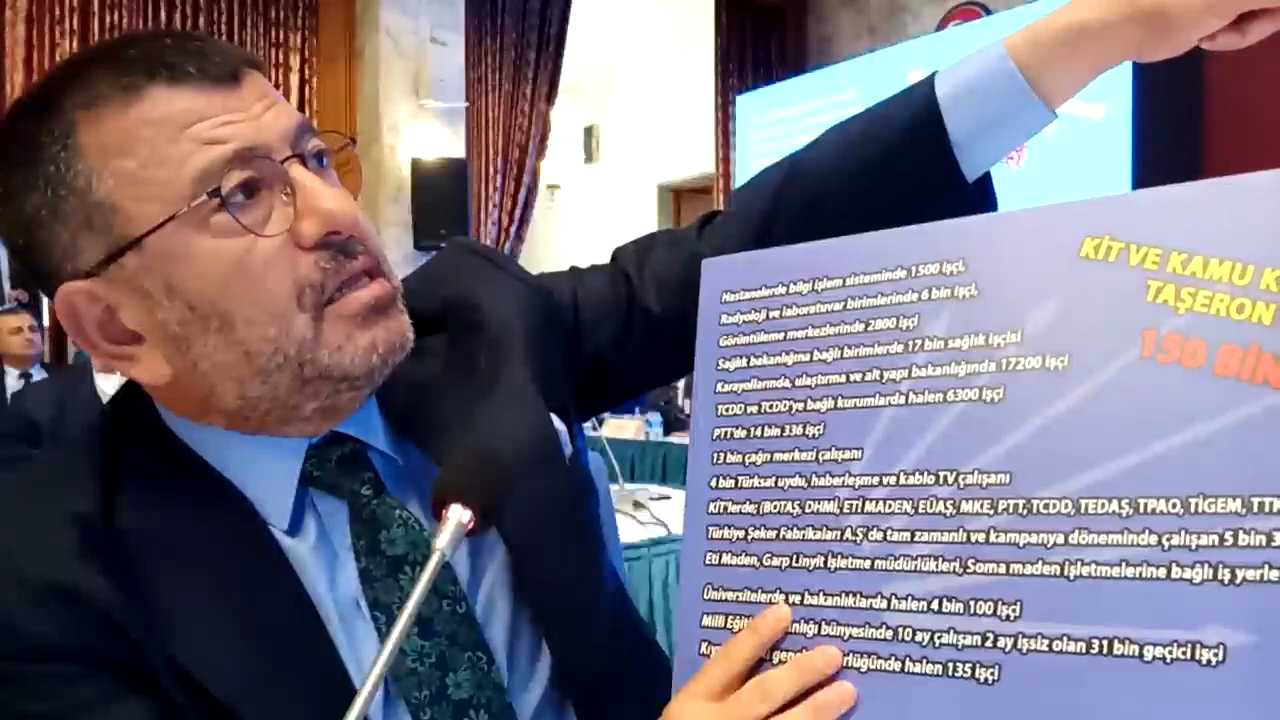 KİT VE KAMU K
TAŞERON
150 BİN
Hastanelerde bilgi işlem sisteminde 1500 işçi,
Radyoloji ve laboratuvar birimlerinde 6 bin işçi,
Görüntüleme merkezlerinde 2800 işçi
Sağlık bakanlığına bağlı birimlerde 17 bin sağlık işçisi
Karayollarında, ulaştırma ve alt yapı bakanlığında 17200 işçi
TCDD ve TCDD'ye bağlı kurumlarda halen 6300 işçi
PTT'de 14 bin 336 işçi
13 bin çağrı merkezi çalışanı
4 bin Türksat uydu, haberleşme ve kablo TV çalışanı
KİT'lerde; (BOTAŞ, DHMİ, ETİ MADEN, EÜAŞ, MKE, PTT, TCDD, TEDAŞ, TPAO, TİGEM, TTK
Türkiye Şeker Fabrikaları A.Ş' de tam zamanlı ve kampanya döneminde çalışan 5 bin 3
Eti Maden, Garp Linyit İşletme müdürlükleri, Soma maden işletmelerine bağlı iş yerle
Üniversitelerde ve bakanlıklarda halen 4 bin 100 işçi
Milli Eğit nlığı bünyesinde 10 ay çalışan 2 ay işsiz olan 31 bin geçici işçi
Kıy gene rlüğünde halen 135 işçi